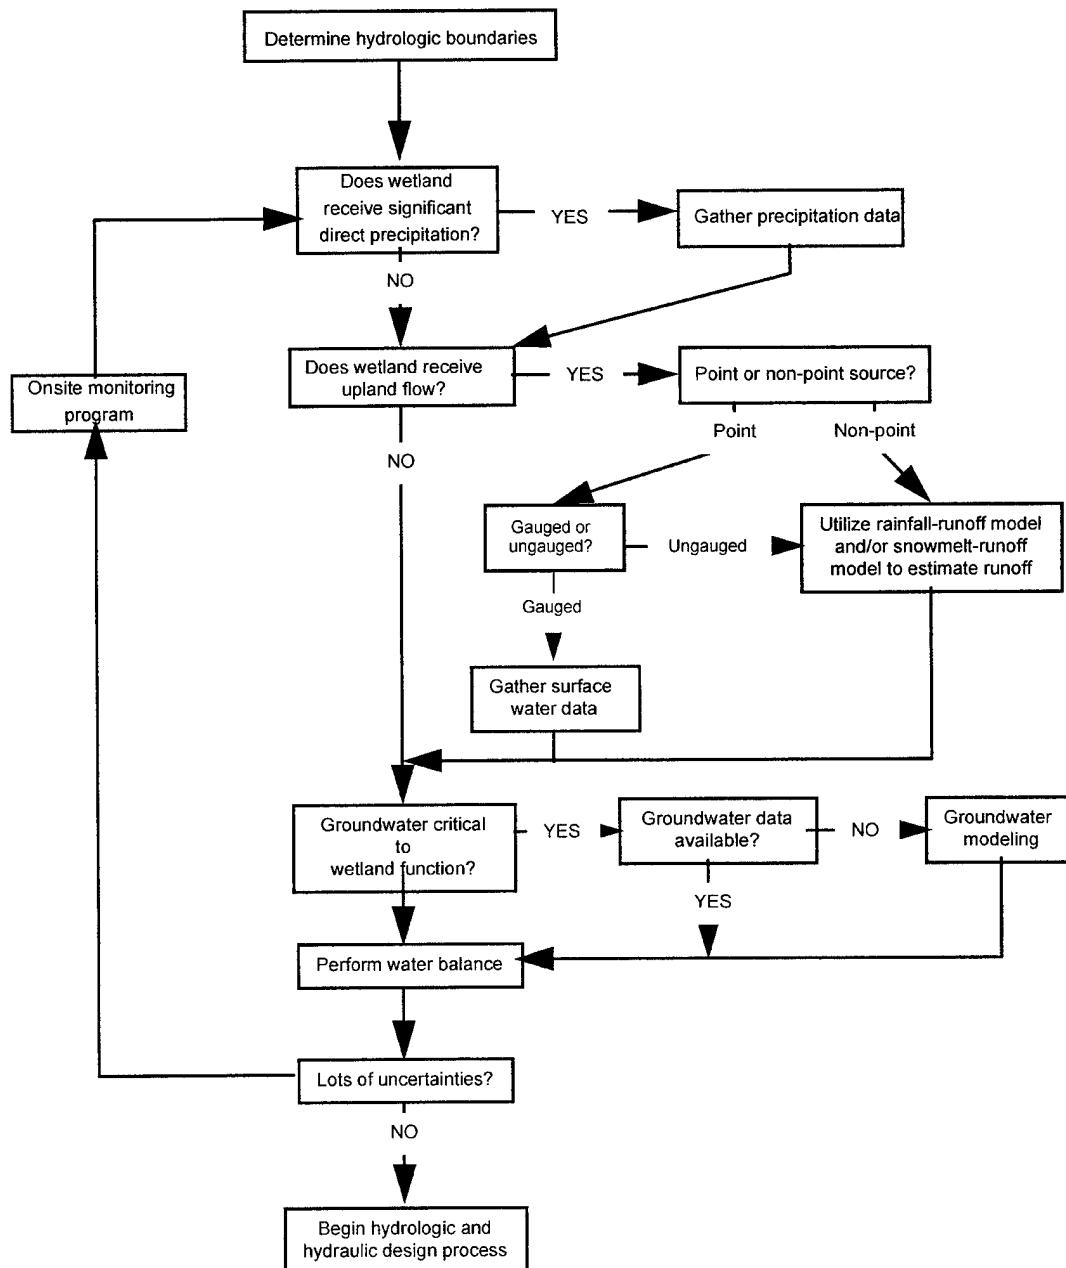 Determine hydrologic boundaries
Does wetland
receive significant
direct precipitation?
YES
Gather precipitation data
NO
Does wetland receive
upland flow?
YES
Point or non-point source?
Onsite monitoring
program
Point
Non-point
NO
Gauged or
ungauged?
Ungauged
Utilize rainfall-runoff model
and/or snowmelt-runoff
model to estimate runoff
Gauged
Gather surface
water data
Groundwater critical
to
wetland function?
YES
Groundwater data
available?
NO
Groundwater
modeling
YES
Perform water balance
Lots of uncertainties?
NO
Begin hydrologic and
hydraulic design process